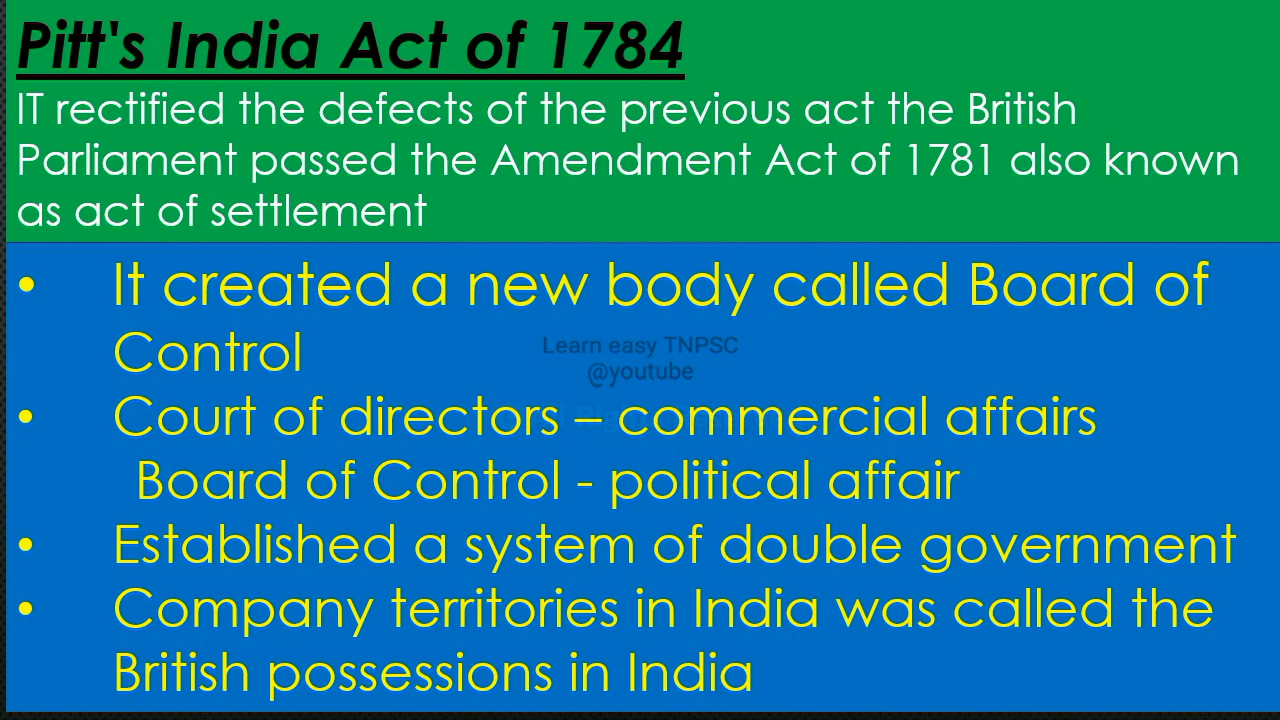 Pitt's India Act of 1784
IT rectified the defects of the previous act the British
Parliament passed the Amendment Act of 1781 also known
as act of settlement
• It created a new body called Board of
Control
Learn easy TNPSC
@youtube
• Court of directors – commercial affairs
Board of Control - political affair
• Established a system of double government
• Company territories in India was called the
British possessions in India